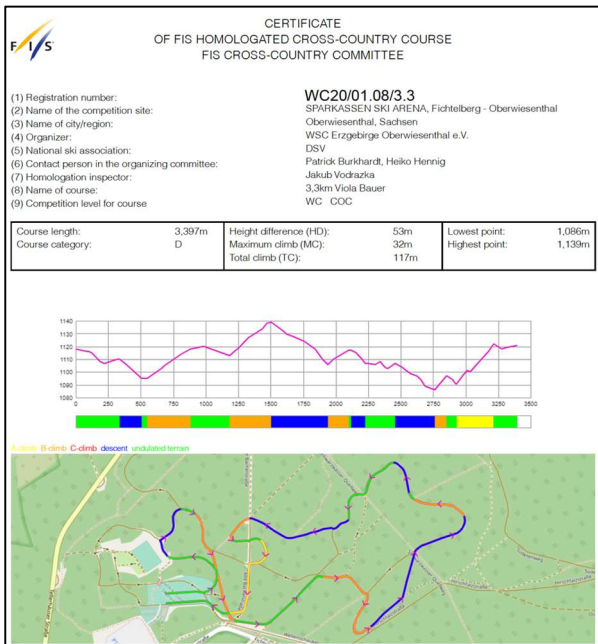 CERTIFICATE
OF FIS HOMOLOGATED CROSS-COUNTRY COURSE
FIS CROSS-COUNTRY COMMITTEE
F/I/S
(1) Registration number: WC20/01.08/3.3
(2) Name of the competition site: SPARKASSEN SKI ARENA, Fichtelberg - Oberwiesenthal
(3) Name of city/region: Oberwiesenthal, Sachsen
(4) Organizer: WSC Erzgebirge Oberwiesenthal e.V.
(5) National ski association: DSV
(6) Contact person in the organizing committee: Patrick Burkhardt, Heiko Hennig
(7) Homologation inspector: Jakub Vodrazka
(8) Name of course: 3,3km Viola Bauer
(9) Competition level for course WC COC
Course length: 3,397m Height difference (HD): 53m Lowest point: 1,086m
Course category: D Maximum climb (MC): 32m Highest point: 1,139m
Total climb (TC): 117m
1140
1130
1120
1110
1100
1090
1080
0 250 500 750 1000 1250 1500 1750 2000 2250 2500 2750 3000 3250 3500
A-climb B-climb C-climb descent undulated terrain